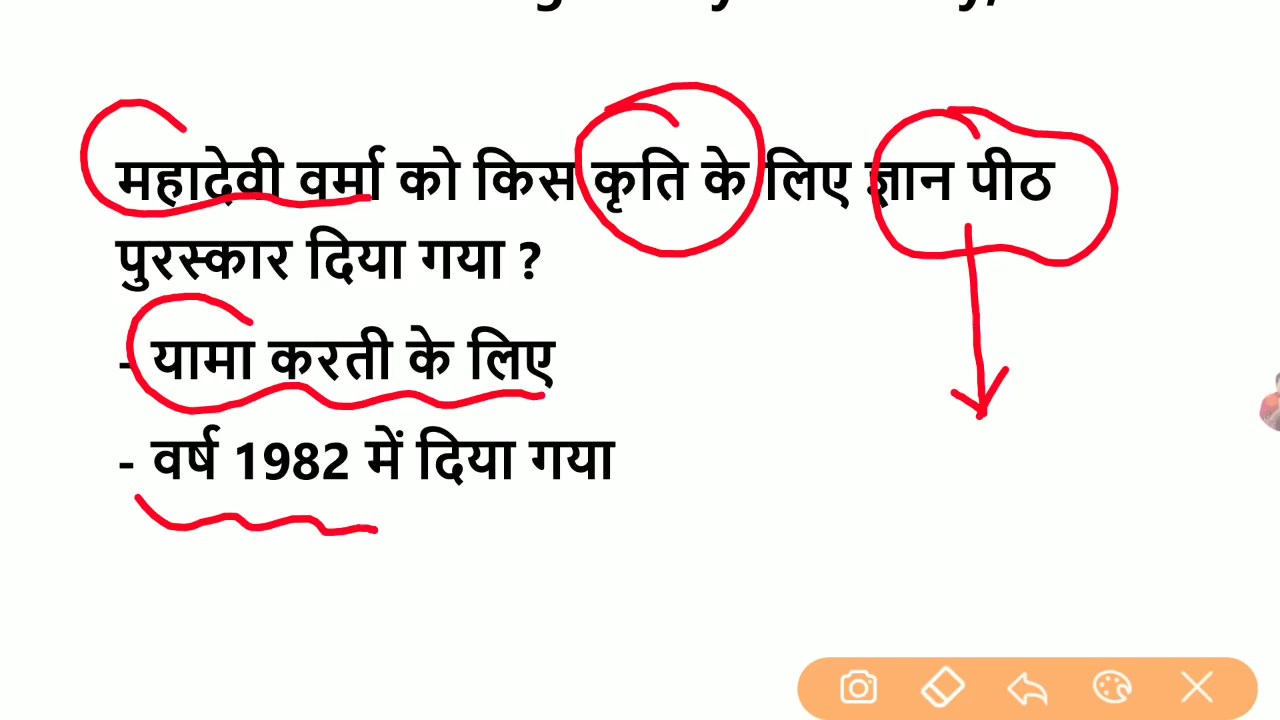 महादेवी वर्मा को किस कृति के लिए ज्ञान पीठ
पुरस्कार दिया गया ?
- यामा करती के लिए
- वर्ष 1982 में दिया गया